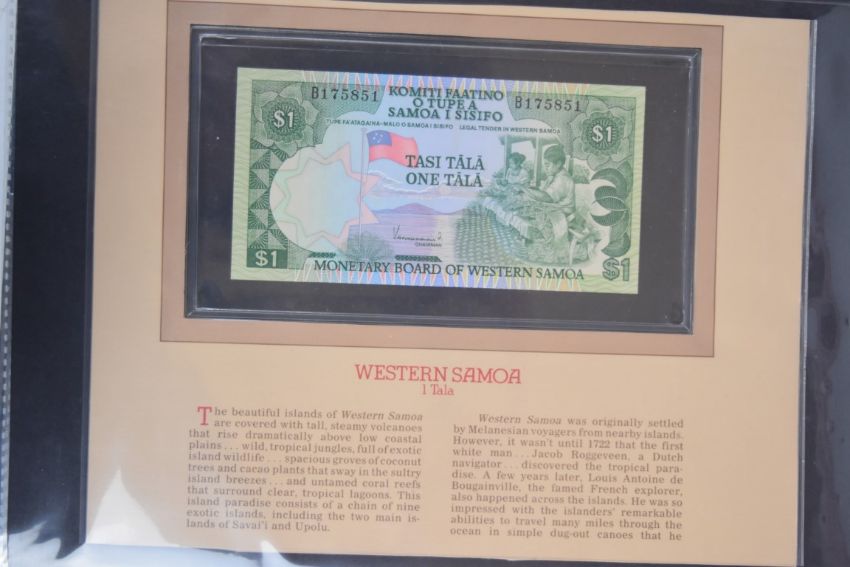 B175851
KOMITI FAATINO
O TUPE A
SAMOA I SISIFO
B175851
$1
TUPE FA'ATAGAINA-MALO O SAMOA I SISIFO LEGAL TENDER IN WESTERN SAMOA
$1
TASI TĀLĀ
ONE TĀLĀ
CHAIRMAN
$1
MONETARY BOARD OF WESTERN SAMOA
$1
WESTERN SAMOA
1 Tala
The beautiful islands of Western Samoa
are covered with tall, steamy volcanoes
that rise dramatically above low coastal
plains . . . wild, tropical jungles, full of exotic
island wildlife . . . spacious groves of coconut
trees and cacao plants that sway in the sultry
island breezes . . . and untamed coral reefs
that surround clear, tropical lagoons. This
island paradise consists of a chain of nine
exotic islands, including the two main is-
lands of Savai'i and Upolu.
Western Samoa was originally settled
by Melanesian voyagers from nearby islands.
However, it wasn't until 1722 that the first
white man . . . Jacob Roggeveen, a Dutch
navigator . . . discovered the tropical para-
dise. A few years later, Louis Antoine de
Bougainville, the famed French explorer,
also happened across the islands. He was so
impressed with the islanders' remarkable
abilities to travel many miles through the
ocean in simple dug-out canoes that he